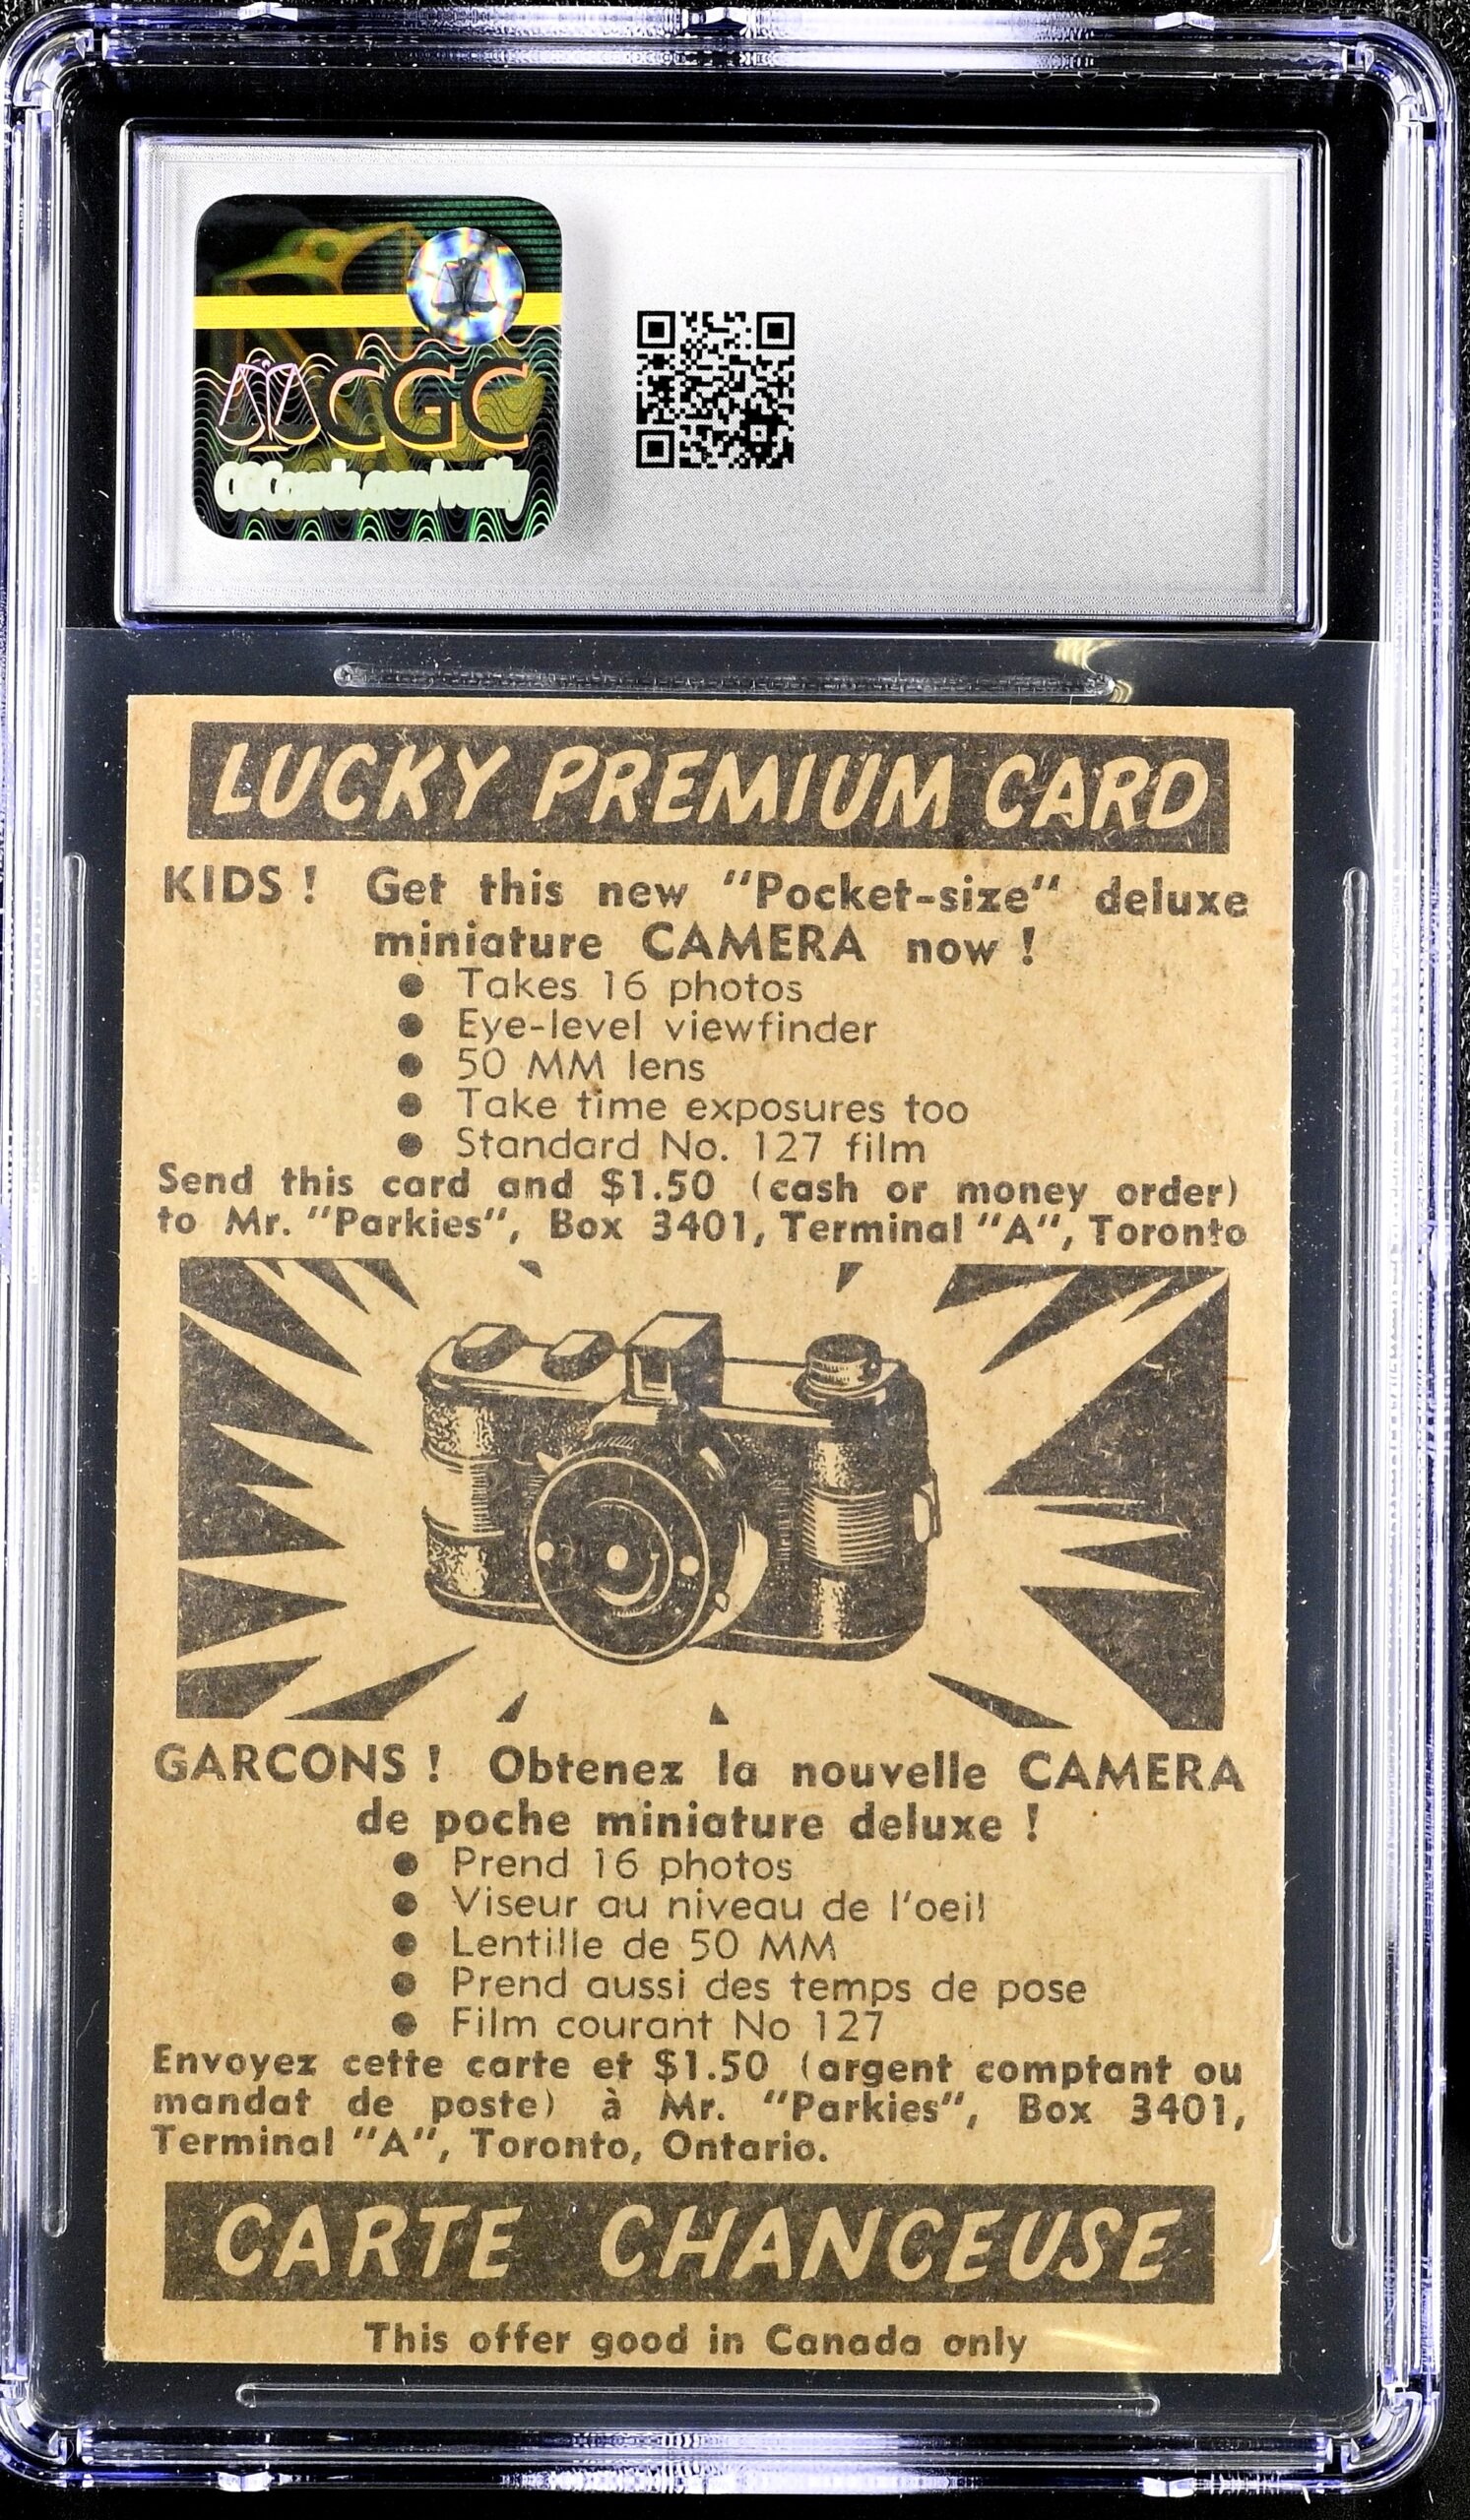 CGC
LUCKY PREMIUM CARD
KIDS ! Get this new "Pocket-size" deluxe
miniature CAMERA now !
● Takes 16 photos
● Eye-level viewfinder
● 50 MM lens
● Take time exposures too
● Standard No. 127 film
Send this card and $1.50 (cash or money order)
to Mr. "Parkies", Box 3401, Terminal "A", Toronto
GARCONS ! Obtenez la nouvelle CAMERA
de poche miniature deluxe !
● Prend 16 photos
● Viseur au niveau de l'oeil
● Lentille de 50 MM
● Prend aussi des temps de pose
● Film courant No 127
Envoyez cette carte et $1.50 (argent comptant ou
mandat de poste) à Mr. "Parkies", Box 3401,
Terminal "A", Toronto, Ontario.
CARTE CHANCEUSE
This offer good in Canada only